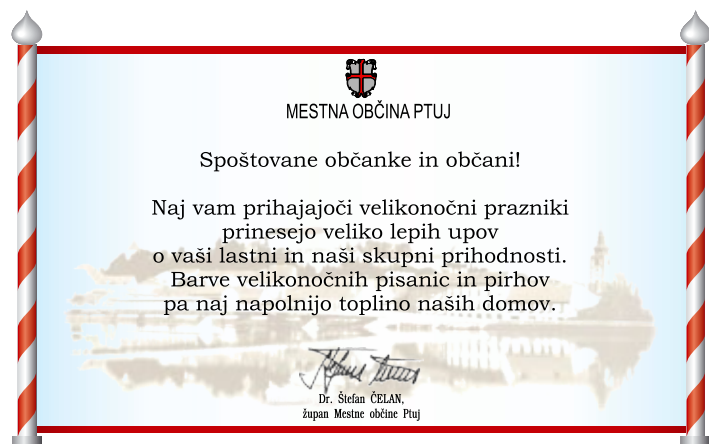 MESTNA OBČINA PTUJ
Spoštovane občanke in občani!
Naj vam prihajajoči velikonočni prazniki
prinesejo veliko lepih upov
o vaši lastni in naši skupni prihodnosti.
Barve velikonočnih pisanic in pirhov
pa naj napolnijo toplino naših domov.
Dr. Štefan ČELAN,
župan Mestne občine Ptuj